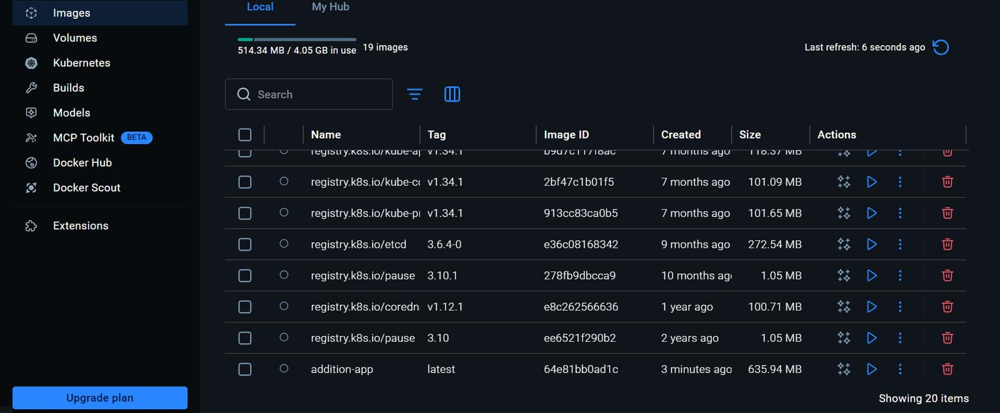 Images
Volumes
Kubernetes
Builds
Models
MCP Toolkit BETA
Docker Hub
Docker Scout
Extensions
Upgrade plan
Local My Hub
514.34 MB / 4.05 GB in use 19 images
Last refresh: 6 seconds ago
Search
Name Tag Image ID Created Size Actions
registry.k8s.io/kube-a v1.34.1 7 months ago 118.37 MB
registry.k8s.io/kube-c v1.34.1 2bf47c1b01f5 7 months ago 101.09 MB
registry.k8s.io/kube-p v1.34.1 913cc83ca0b5 7 months ago 101.65 MB
registry.k8s.io/etcd 3.6.4-0 e36c08168342 9 months ago 272.54 MB
registry.k8s.io/pause 3.10.1 278fb9dbcca9 10 months ag 1.05 MB
registry.k8s.io/coredn v1.12.1 e8c262566636 1 year ago 100.71 MB
registry.k8s.io/pause 3.10 ee6521f290b2 2 years ago 1.05 MB
addition-app latest 64e81bb0ad1c 3 minutes ago 635.94 MB
Showing 20 items